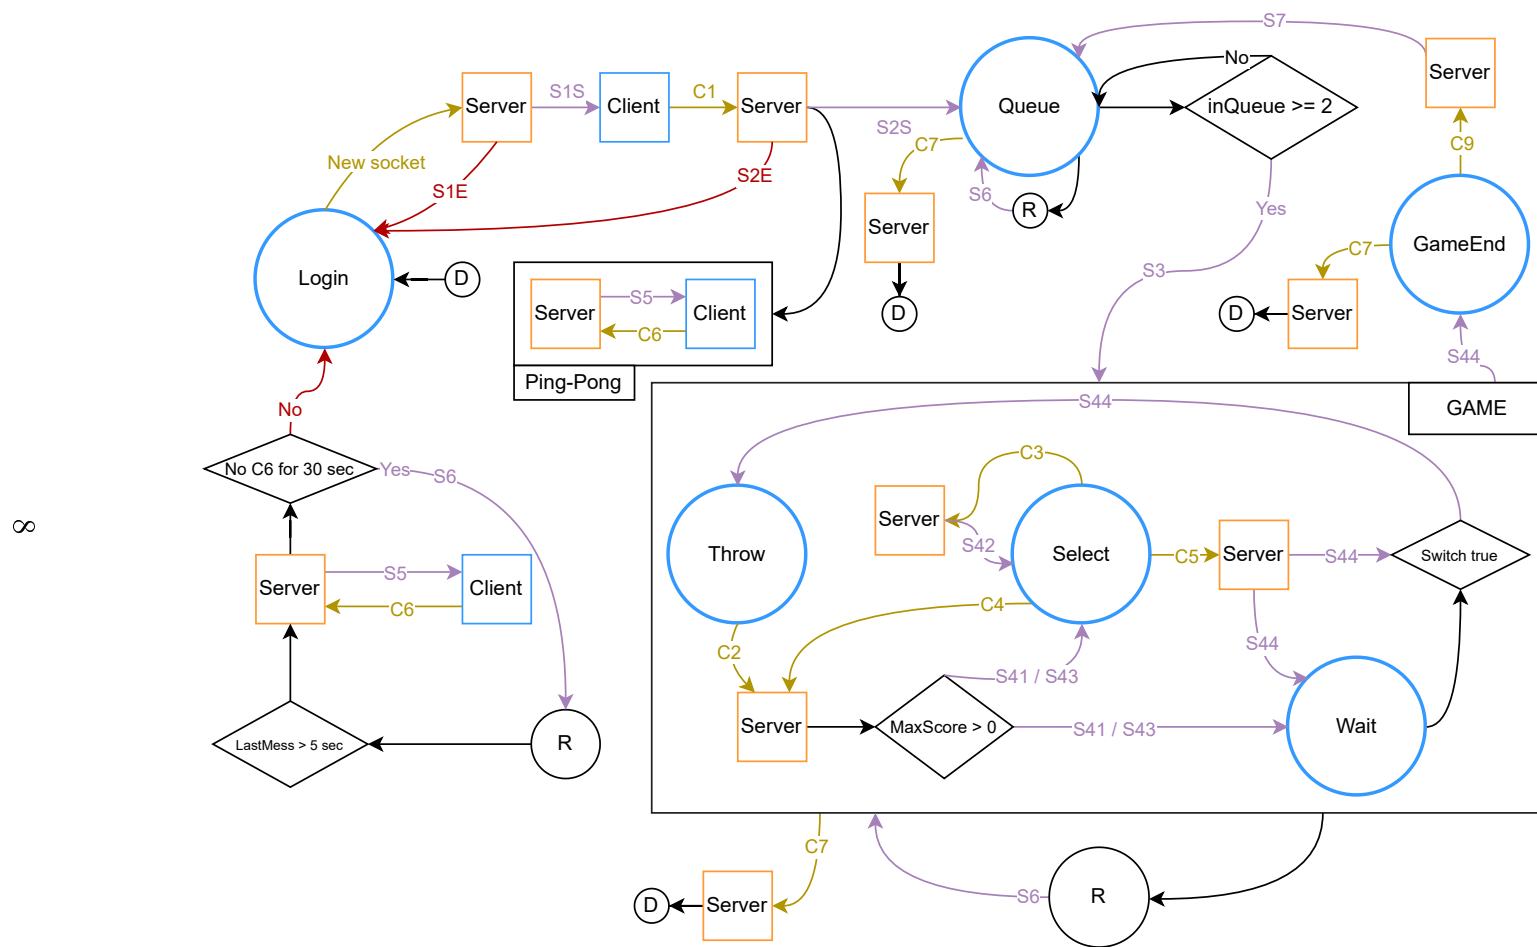 S7
No
Server
Server
S1S
Client
C1
Server
S2S
Queue
inQueue >= 2
C7
C9
New socket
S1E
S2E
S6
R
Yes
Server
GameEnd
C7
Login
D
S3
Server
S5
Client
C6
D
D
Server
Ping-Pong
S44
No
S44
GAME
No C6 for 30 sec
Yes
S6
C3
Server
S42
Throw
Select
C5
Server
S44
Switch true
Server
S5
Client
C6
C4
C2
S44
S41 / S43
Server
MaxScore > 0
S41 / S43
Wait
LastMess > 5 sec
R
C7
D
Server
S6
R
8